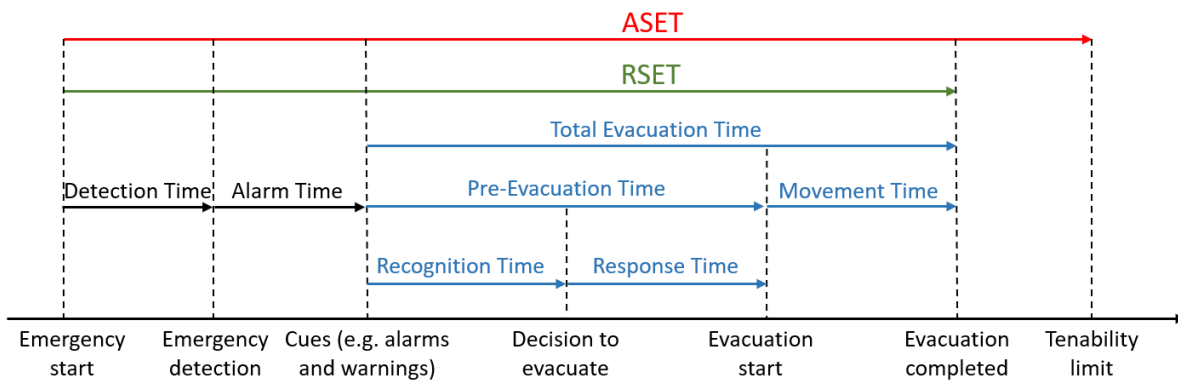 ASET
RSET
Total Evacuation Time
Detection Time
Alarm Time
Pre-Evacuation Time
Movement Time
Recognition Time
Response Time
Emergency
start
Emergency
detection
Cues (e.g. alarms
and warnings)
Decision to
evacuate
Evacuation
start
Evacuation
completed
Tenability
limit